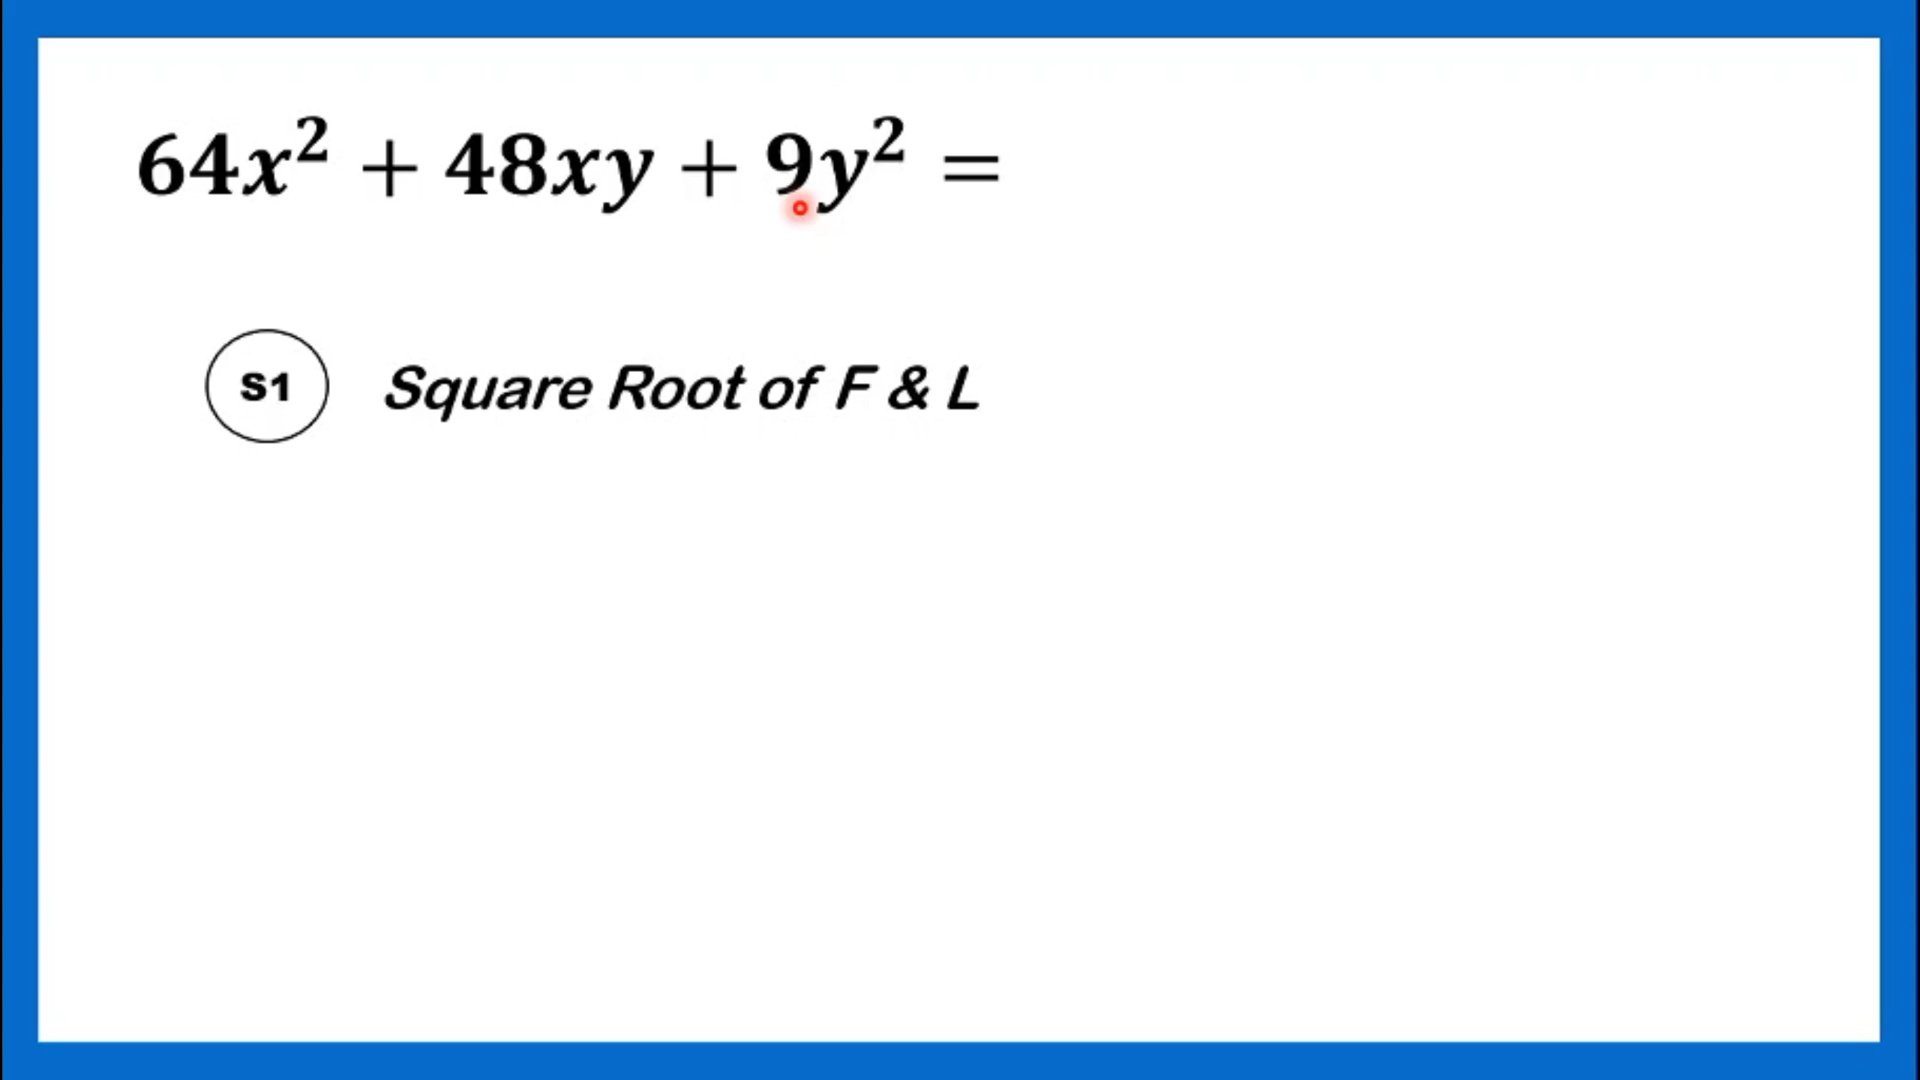 64x² + 48xy + 9y² =
S1 Square Root of F & L